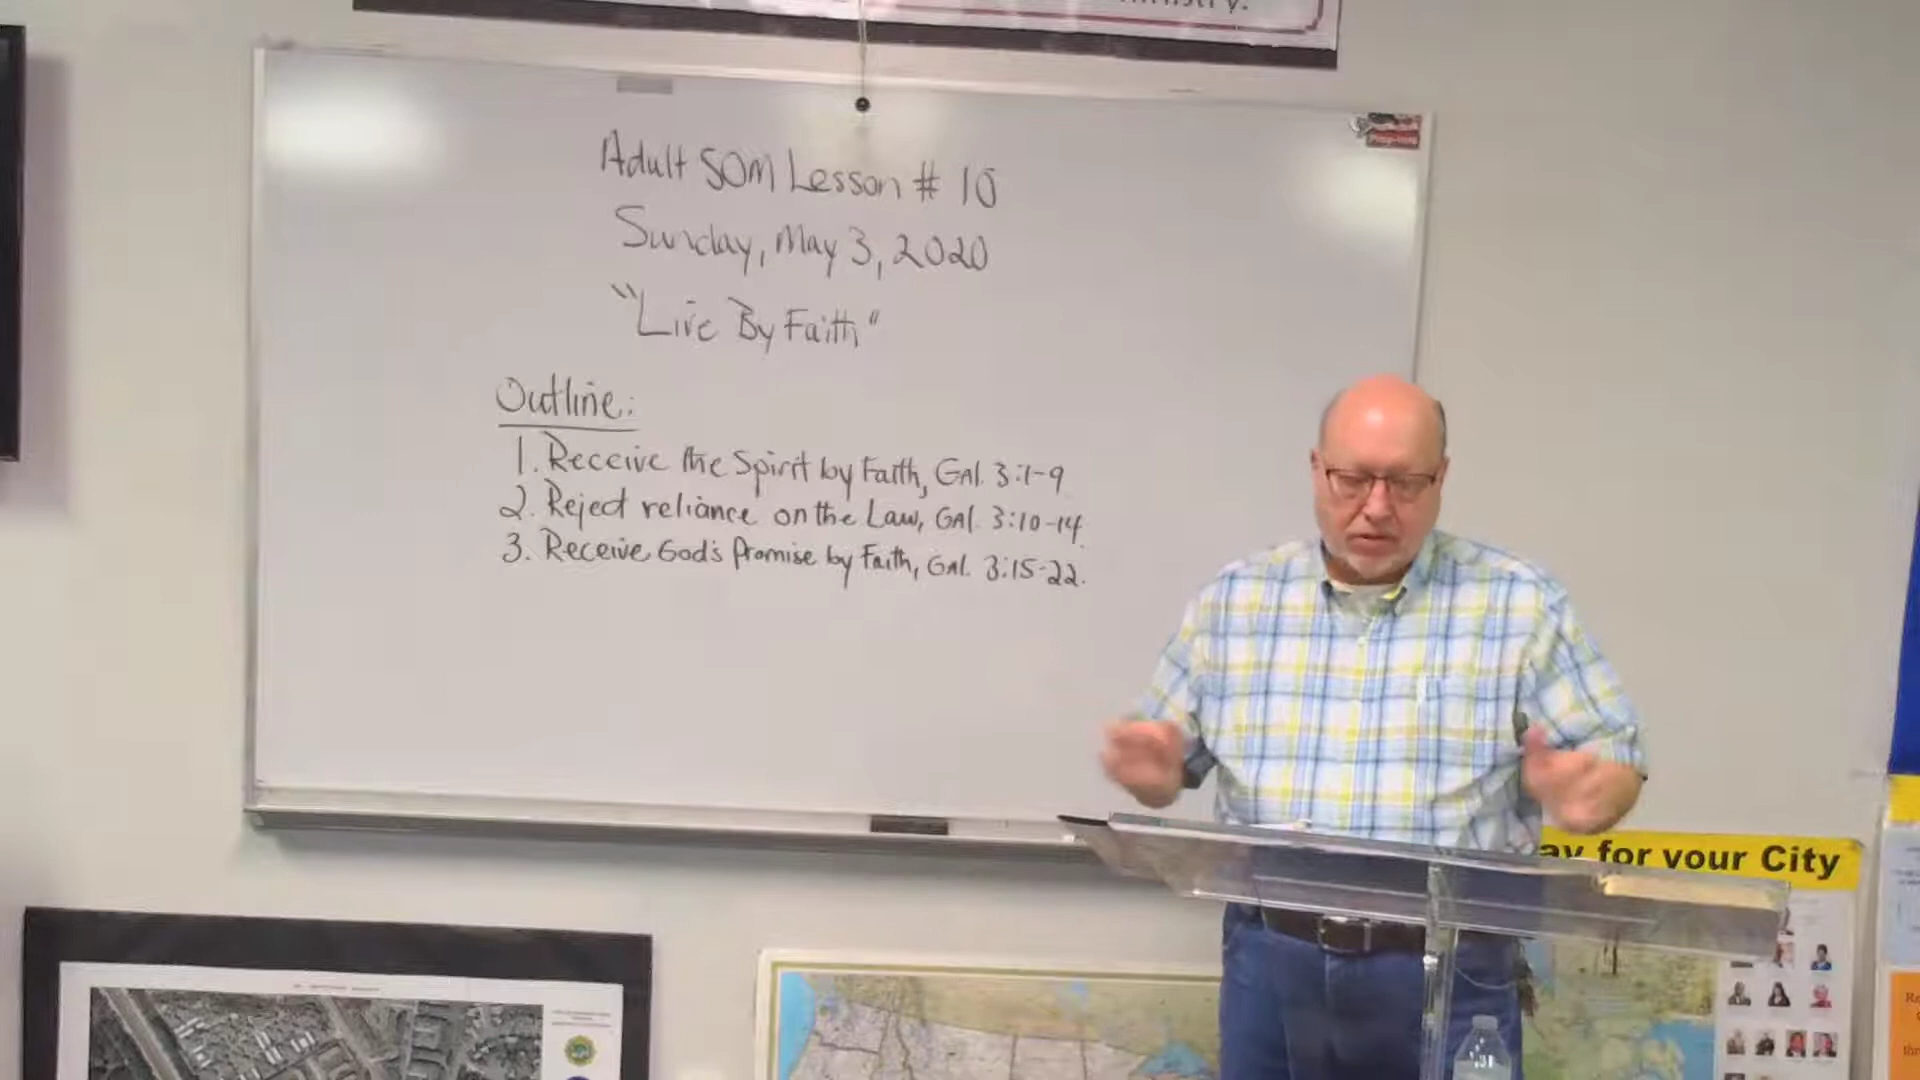 Adult SOM Lesson # 10
Sunday, May 3, 2020
"Live By Faith"
Outline:
1. Receive the Spirit by Faith, GAl. 3:1-9
2. Reject reliance on the Law, GAl. 3:10-14
3. Receive God's Promise by Faith, GAl. 3:15-22.
for your City